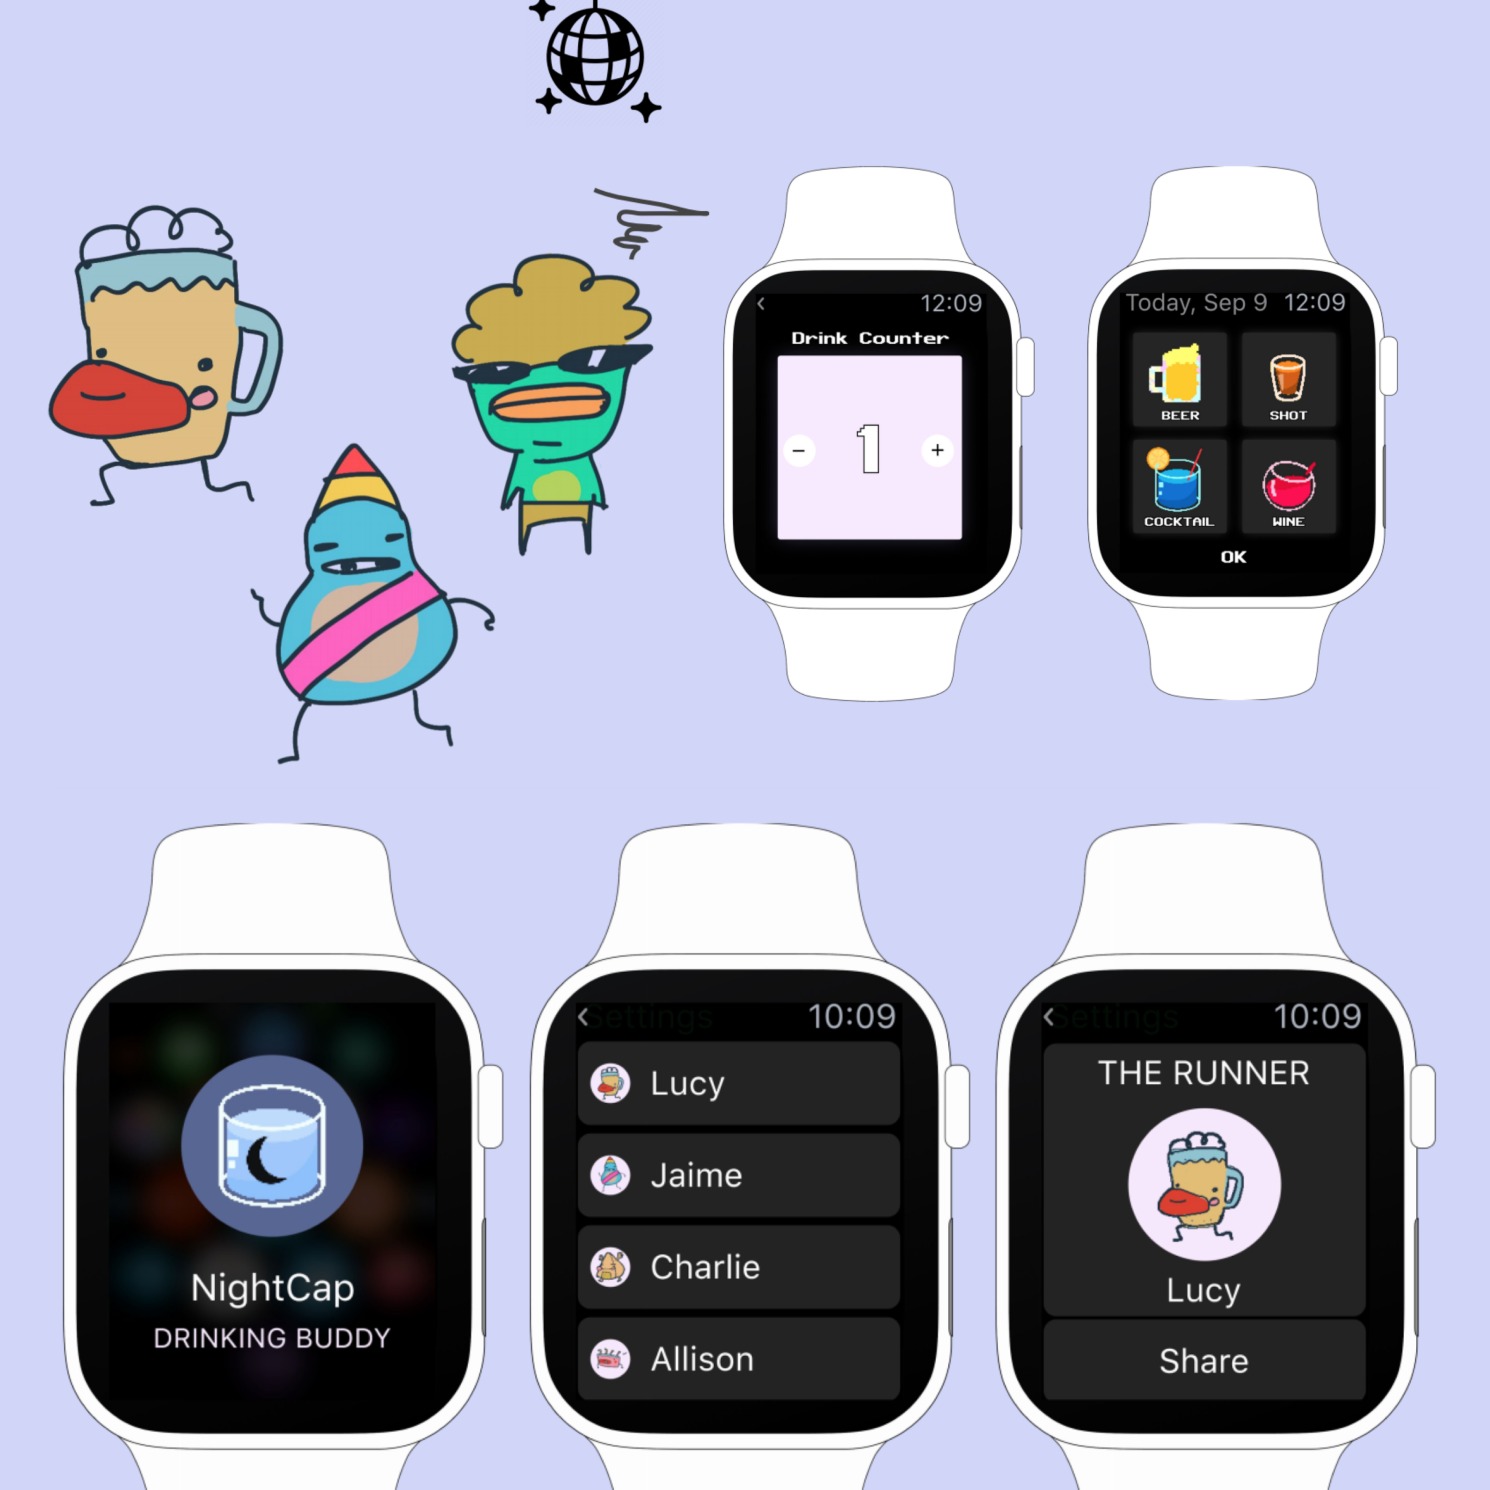 12:09
Drink Counter
1
Today, Sep 9 12:09
BEER
SHOT
COCKTAIL
WINE
OK
NightCap
DRINKING BUDDY
Settings 10:09
Lucy
Jaime
Charlie
Allison
Settings 10:09
THE RUNNER
Lucy
Share